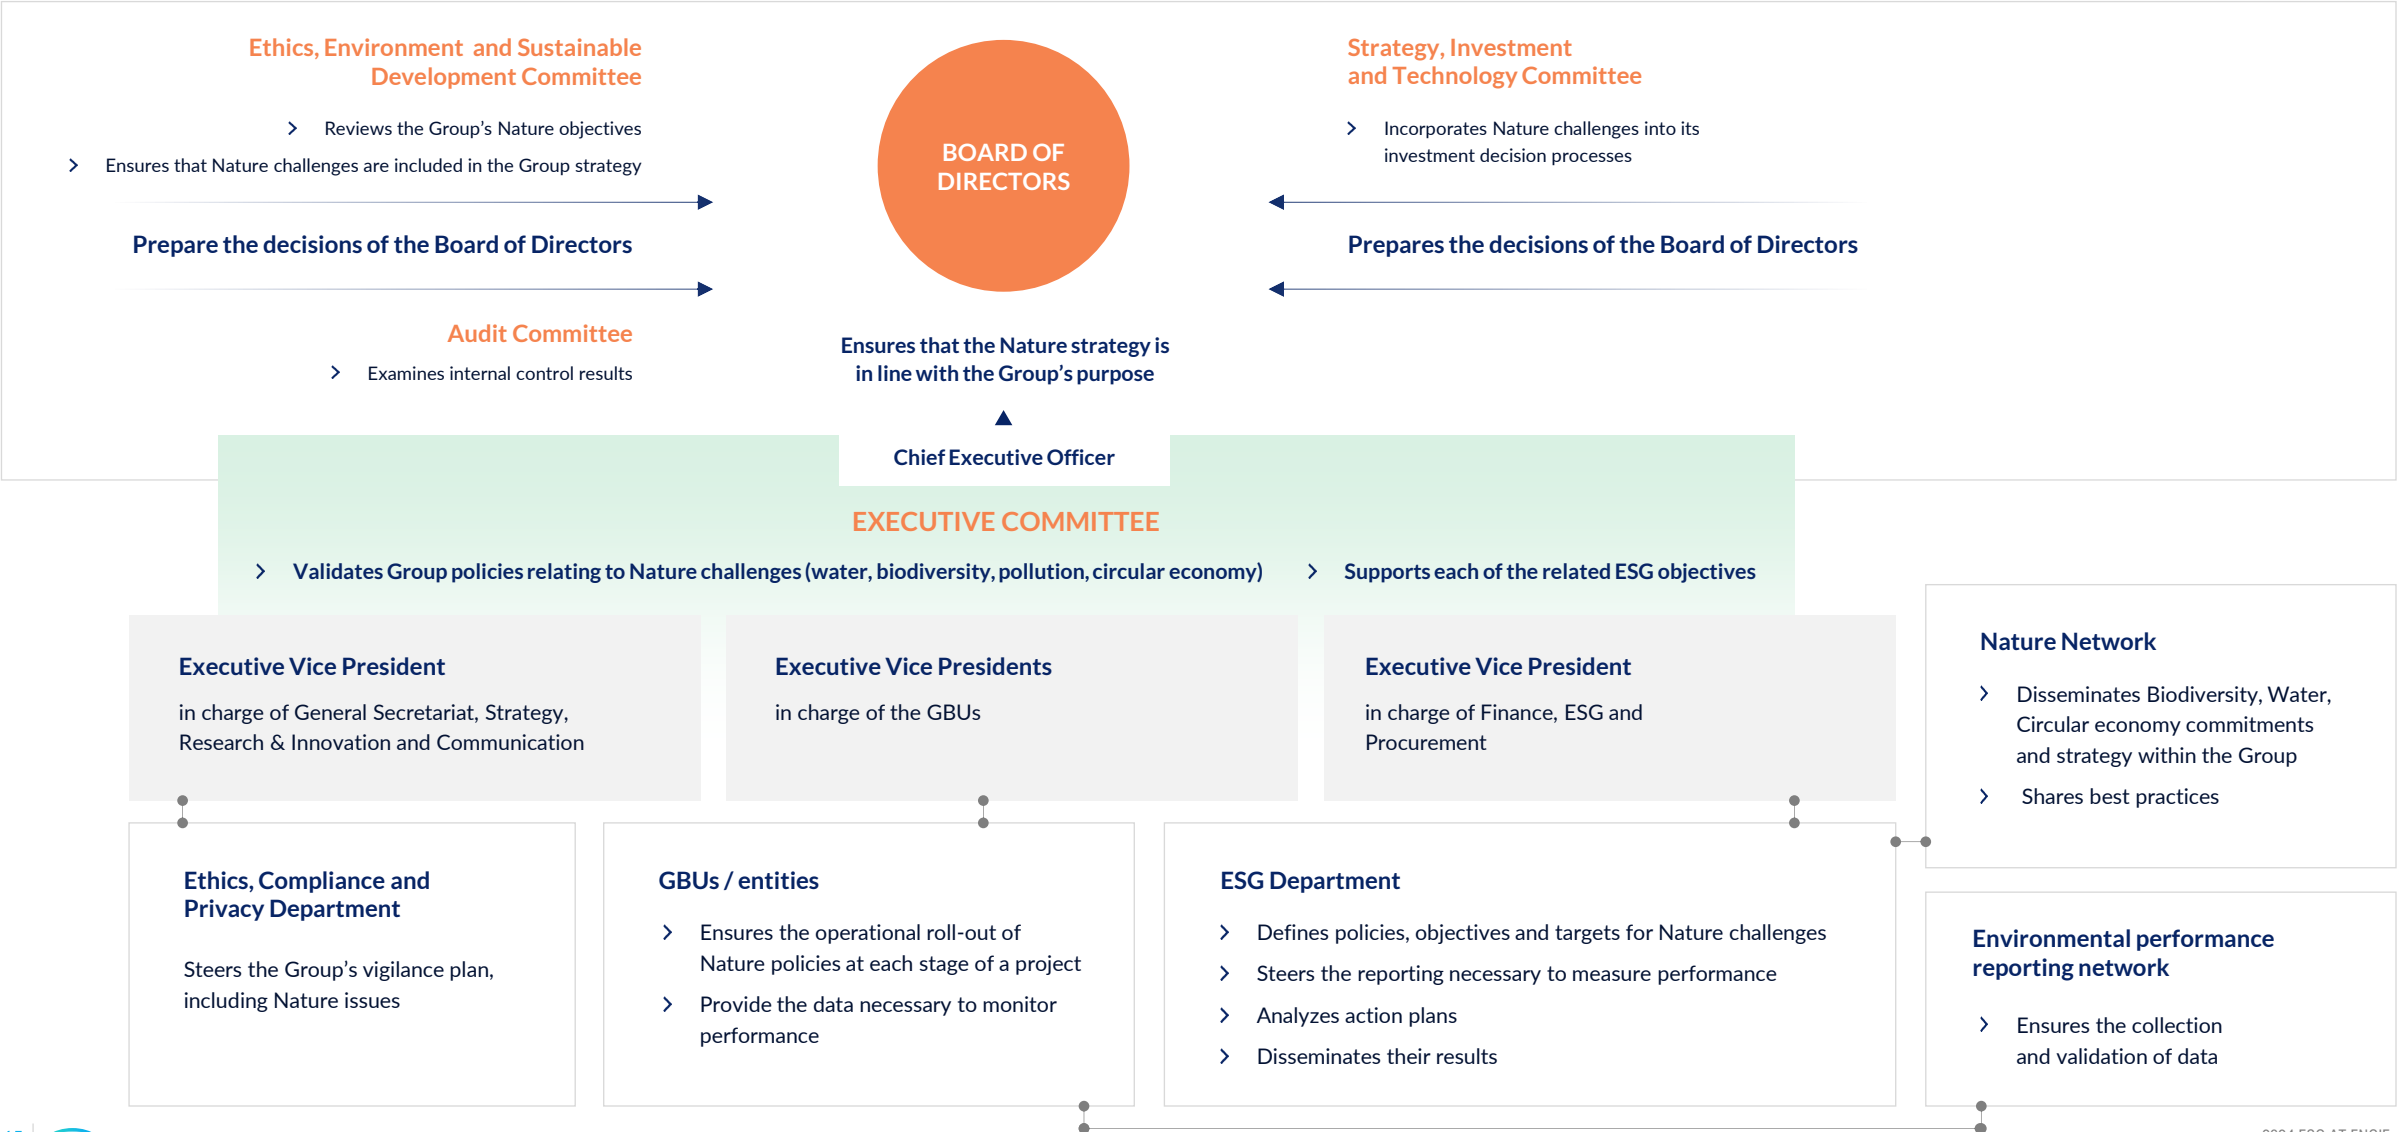 Ethics, Environment and Sustainable
Development Committee
Reviews the Group's Nature objectives
Ensures that Nature challenges are included in the Group strategy
Prepare the decisions of the Board of Directors
Audit Committee
Examines internal control results
BOARD OF
DIRECTORS
Ensures that the Nature strategy is
in line with the Group's purpose
Chief Executive Officer
Strategy, Investment
and Technology Committee
Incorporates Nature challenges into its
investment decision processes
Prepares the decisions of the Board of Directors
EXECUTIVE COMMITTEE
Validates Group policies relating to Nature challenges (water, biodiversity, pollution, circular economy)
Supports each of the related ESG objectives
Executive Vice President
in charge of General Secretariat, Strategy,
Research & Innovation and Communication
Executive Vice Presidents
in charge of the GBUs
Executive Vice President
in charge of Finance, ESG and
Procurement
Nature Network
Disseminates Biodiversity, Water,
Circular economy commitments
and strategy within the Group
Shares best practices
Ethics, Compliance and
Privacy Department
Steers the Group's vigilance plan,
including Nature issues
GBUs / entities
Ensures the operational roll-out of
Nature policies at each stage of a project
Provide the data necessary to monitor
performance
ESG Department
Defines policies, objectives and targets for Nature challenges
Steers the reporting necessary to measure performance
Analyzes action plans
Disseminates their results
Environmental performance
reporting network
Ensures the collection
and validation of data